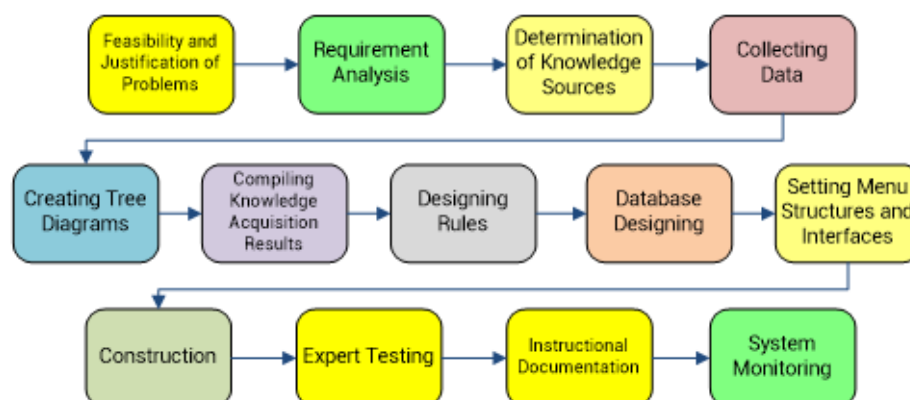 Feasibility and
Justification of
Problems
Requirement
Analysis
Determination
of Knowledge
Sources
Collecting
Data
Creating Tree
Diagrams
Compiling
Knowledge
Acquisition
Results
Designing
Rules
Database
Designing
Setting Menu
Structures and
Interfaces
Construction
Expert Testing
Instructional
Documentation
System
Monitoring